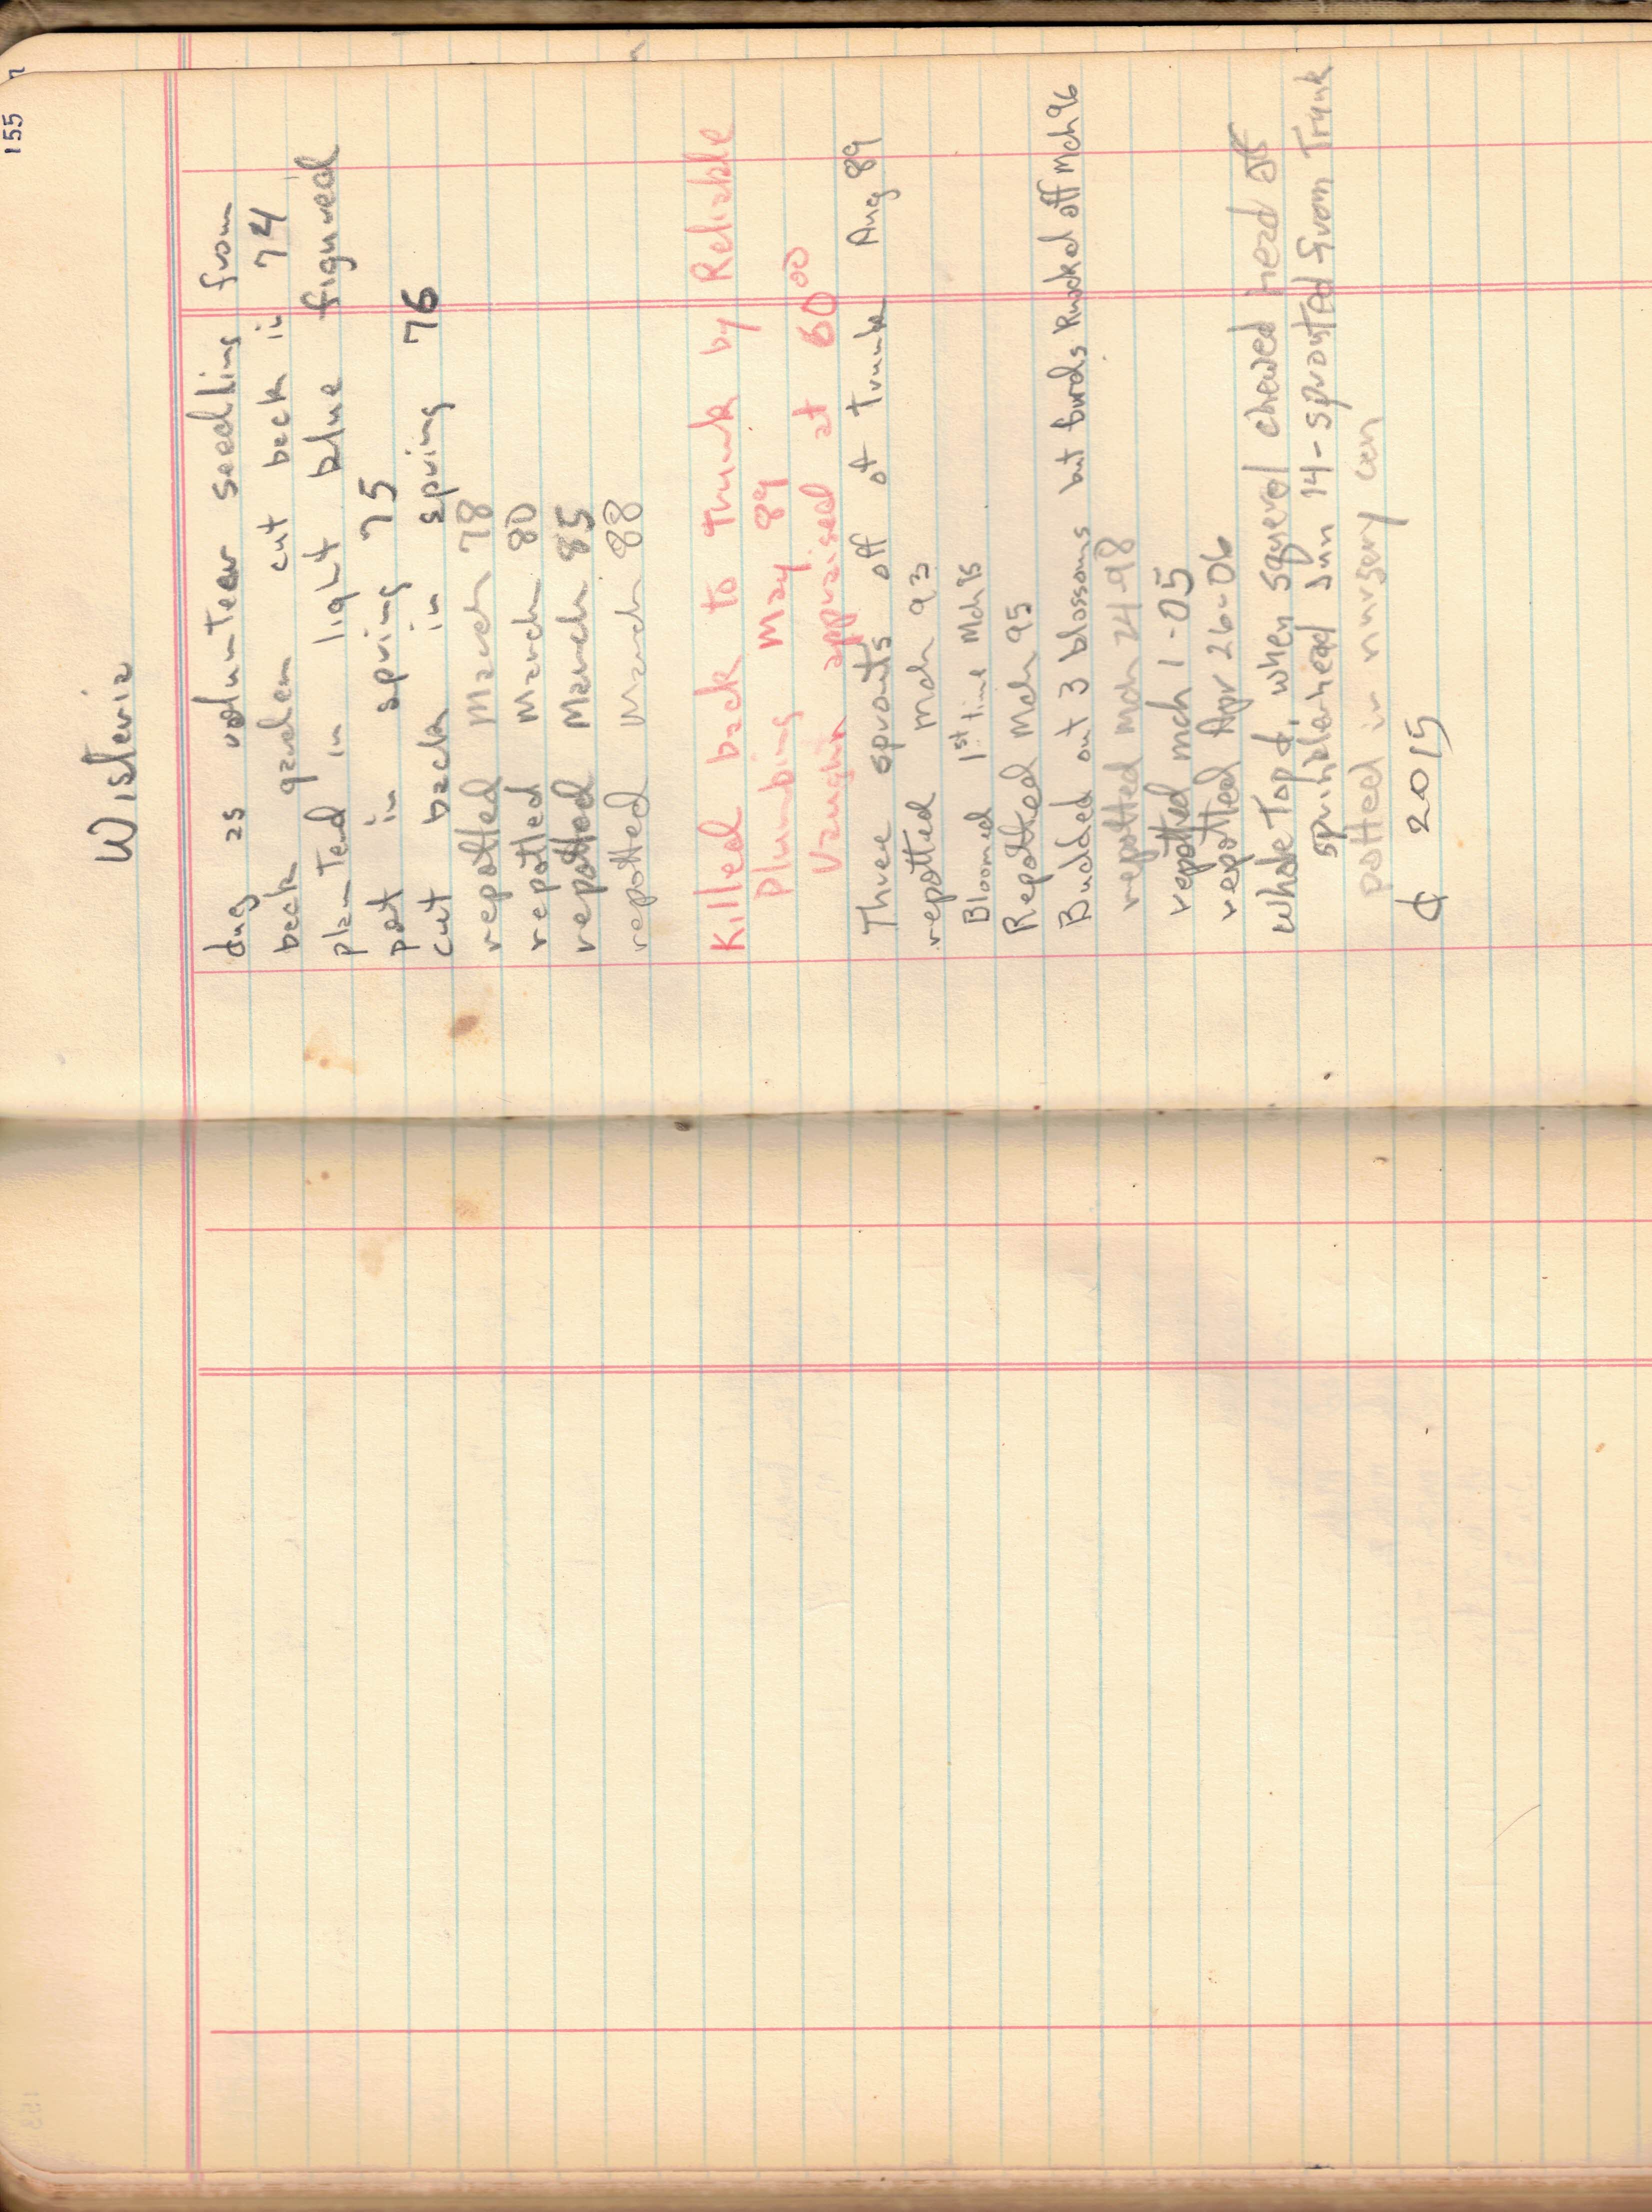 155
Wisteria
dug as volunteer seedling from
back garden cut back in 74
planted in light blue figured
pot in spring 75
cut back in spring 76
repotted March 78
repotted March 80
repotted March 85
repotted March 88
Killed back to trunk by Reliable
Plumbing May 89
Vaughn appraised at 60 00
Three sprouts off of trunk Aug 89
repotted Mch 93
Bloomed 1st time Mch 95
Repotted Mch 95
Budded out 3 blossoms but birds knocked off Mch 96
repotted Mch 24-98
repotted mch 1-05
repotted Apr 26-06
Whole Top ¢, when squerol chewed head off
sprinklerhead Jun 14-sprouted from Trunk
potted in nursery can
¢ 2015